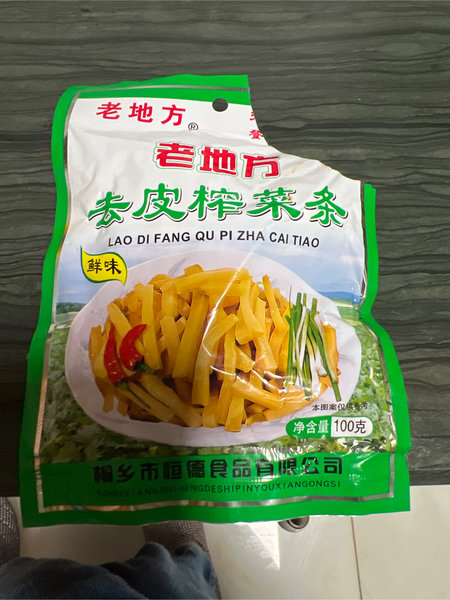 老地方
®
老地方
去皮榨菜条
LAO DI FANG QU PI ZHA CAI TIAO
鲜味
本图案仅供
净含量 100克
桐乡市恒德食品有限公司
TONGXIANGSHIHENGDESHIPINYOUXIANGONGSI